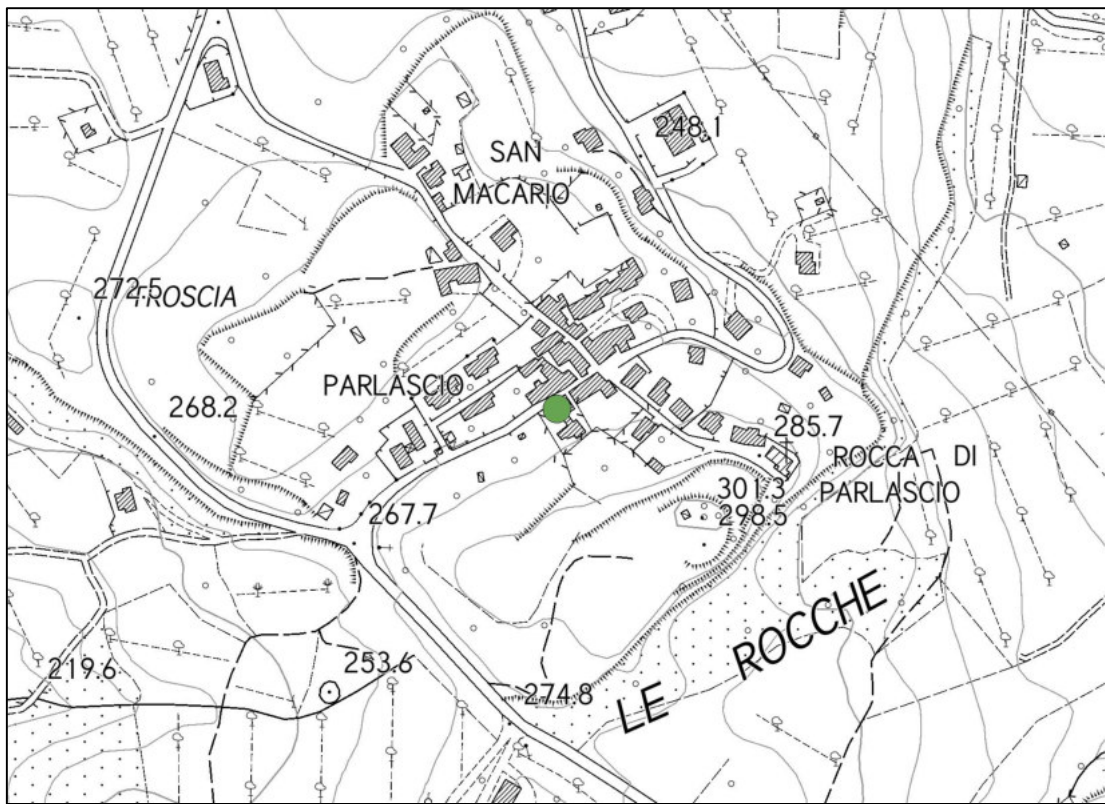 248.1
SAN
MACARIO
272.5
ROSCIA
PARLASCIO
268.2
285.7
ROCCA DI
PARLASCIO
301.3
298.5
267.7
LE ROCCHE
253.6
219.6
274.8